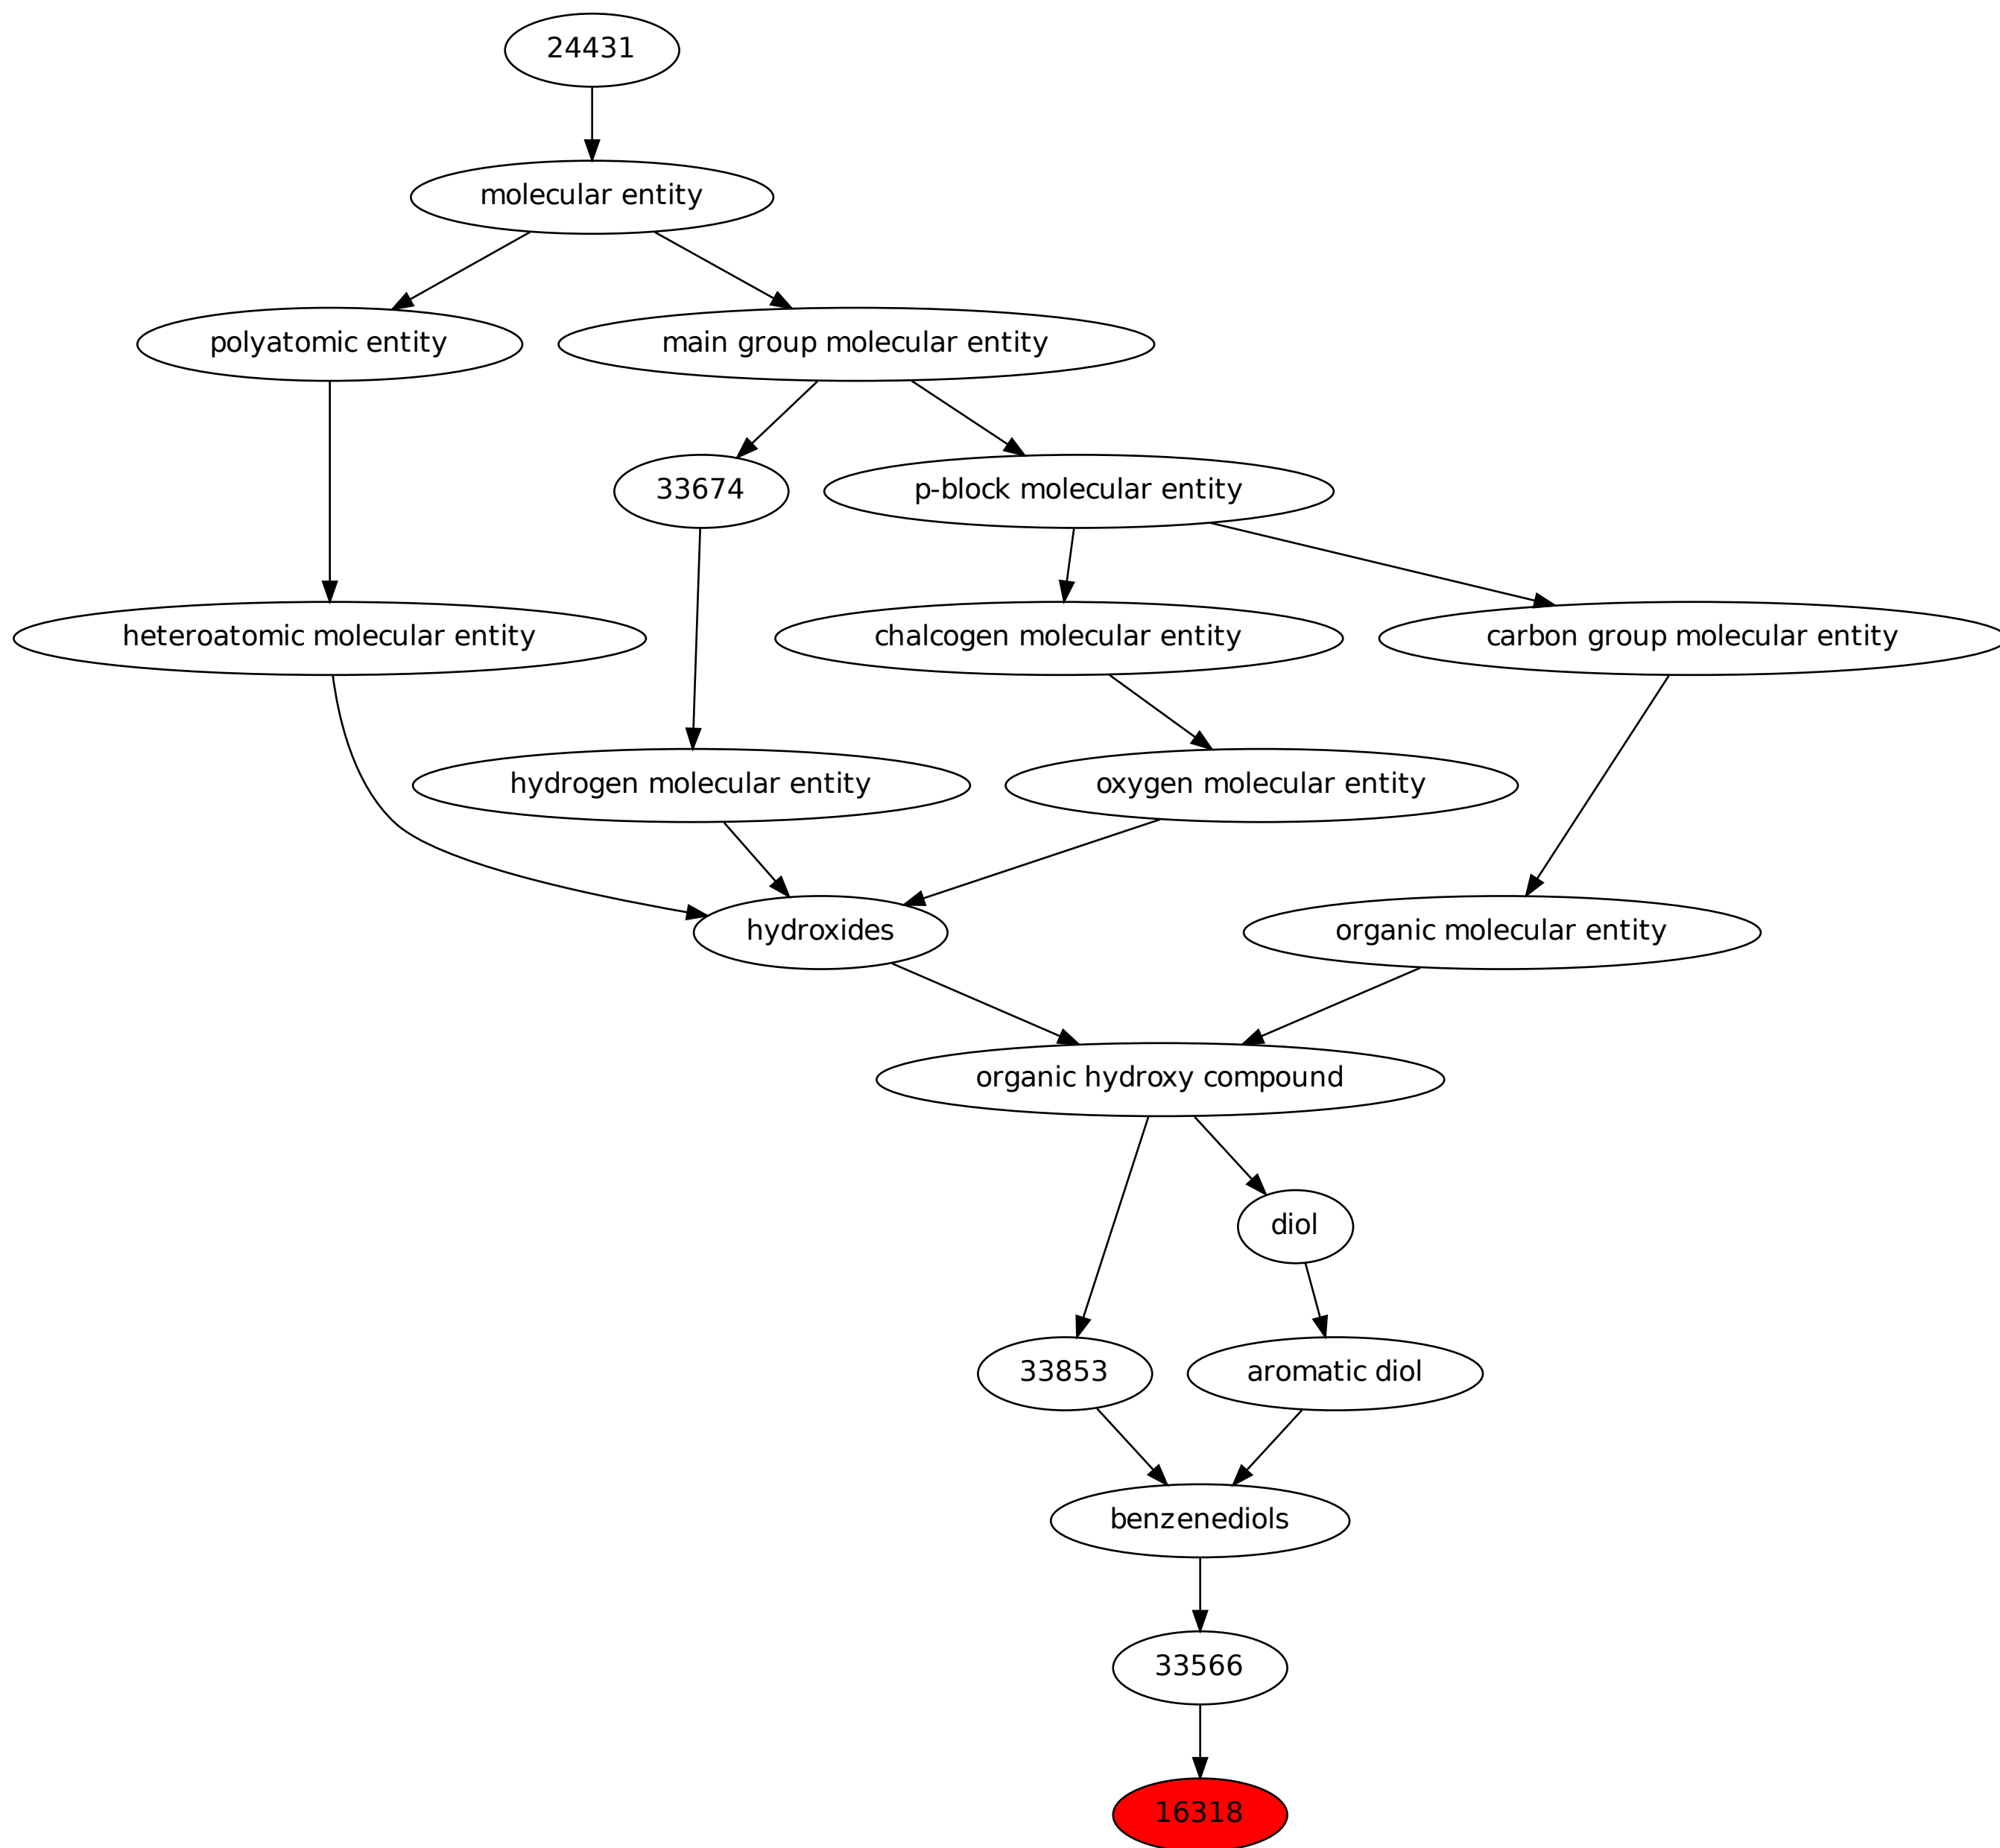 24431
molecular entity
polyatomic entity
main group molecular entity
33674
p-block molecular entity
heteroatomic molecular entity
chalcogen molecular entity
carbon group molecular entity
hydrogen molecular entity
oxygen molecular entity
hydroxides
organic molecular entity
organic hydroxy compound
diol
33853
aromatic diol
benzenediols
33566
16318